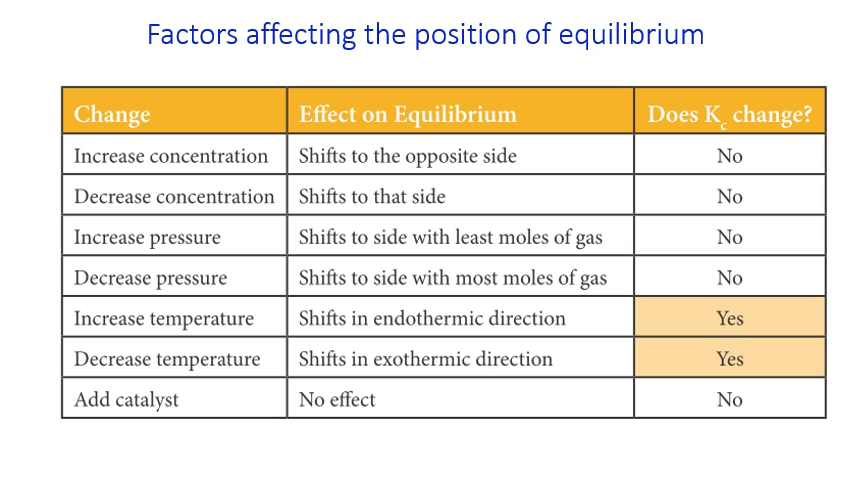 Factors affecting the position of equilibrium
Change Effect on Equilibrium Does Kc change?
Increase concentration Shifts to the opposite side No
Decrease concentration Shifts to that side No
Increase pressure Shifts to side with least moles of gas No
Decrease pressure Shifts to side with most moles of gas No
Increase temperature Shifts in endothermic direction Yes
Decrease temperature Shifts in exothermic direction Yes
Add catalyst No effect No